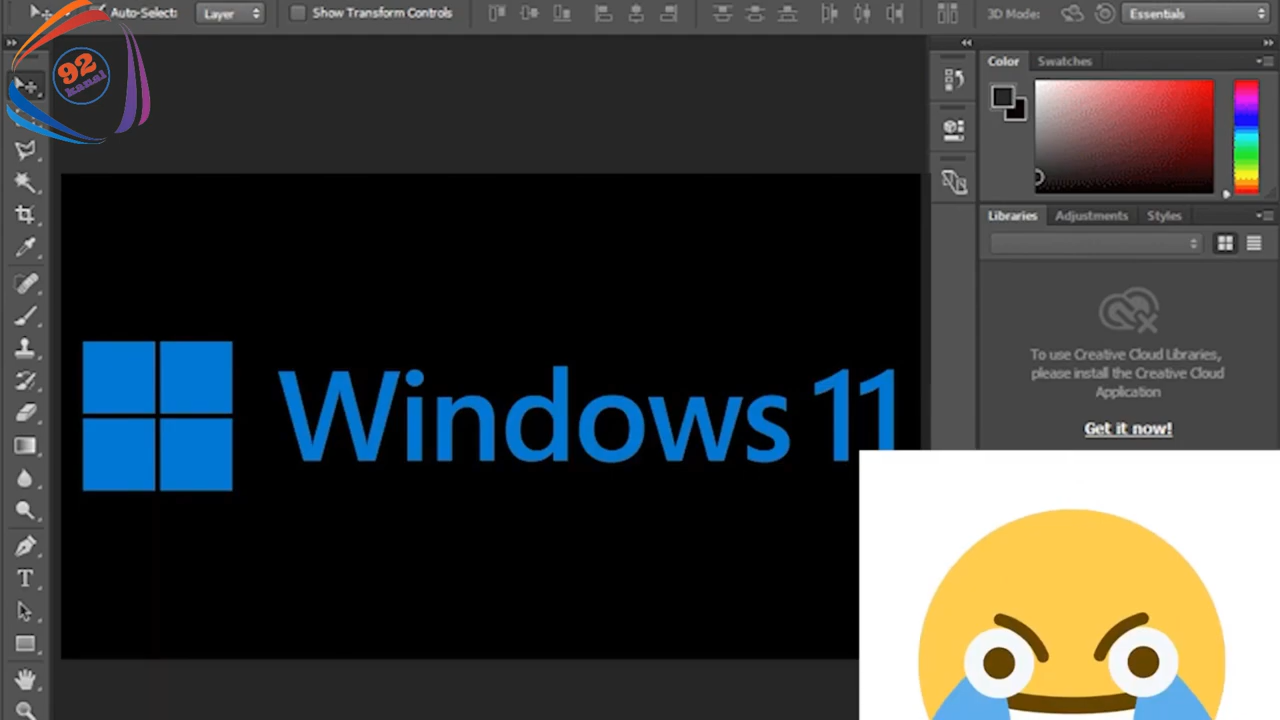 Auto-Select:
Layer
Show Transform Controls
3D Mode:
Essentials
92
kanal
Color
Swatches
Libraries
Adjustments
Styles
To use Creative Cloud Libraries,
please install the Creative Cloud
Application
Get it now!
Windows 11
T